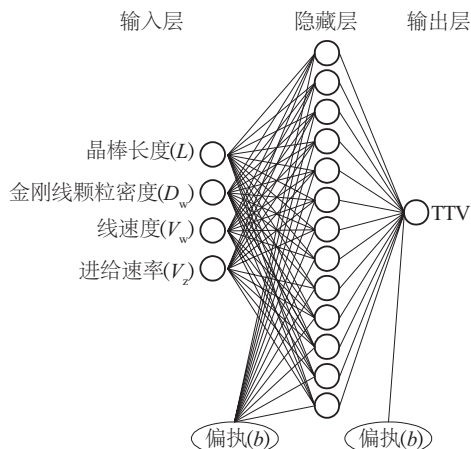 输入层 隐藏层 输出层
晶棒长度(L)
金刚线颗粒密度(Dw)
线速度(Vw)
进给速率(Vz)
TTV
偏执(b) 偏执(b)